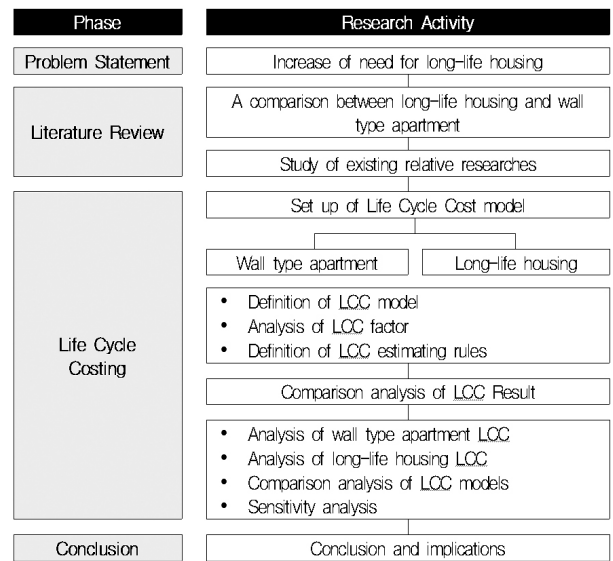 Phase
Research Activity
Problem Statement
Increase of need for long-life housing
Literature Review
A comparison between long-life housing and wall
type apartment
Study of existing relative researches
Life Cycle
Costing
Set up of Life Cycle Cost model
Wall type apartment
Long-life housing
• Definition of LCC model
• Analysis of LCC factor
• Definition of LCC estimating rules
Comparison analysis of LCC Result
• Analysis of wall type apartment LCC
• Analysis of long-life housing LCC
• Comparison analysis of LCC models
• Sensitivity analysis
Conclusion
Conclusion and implications